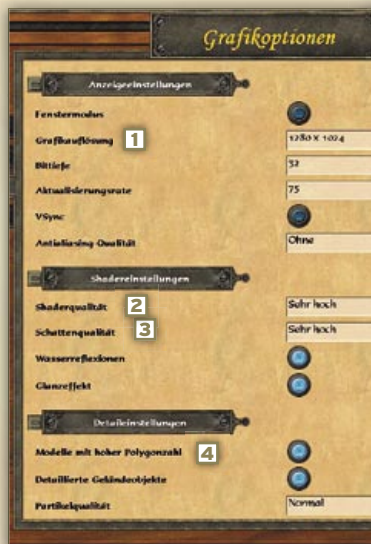 Grafikoptionen
Anzeigeeinstellungen
Fenstermodus
Grafikauflösung 1 1280 x 1024
Bittiefe 32
Aktualisierungsrate 75
VSync
Antialiasing-Qualität Ohne
Shadereinstellungen
Shaderqualität 2 Sehr hoch
Schattenqualität 3 Sehr hoch
Wasserreflexionen
Glanzeffekt
Detaileinstellungen
Modelle mit hoher Polygonzahl 4
Detaillierte Geländeobjekte
Partikelqualität Normal